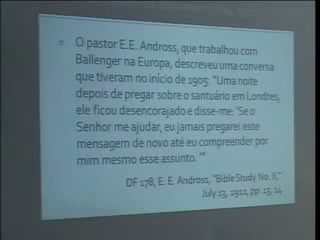 O pastor E.E. Andross, que trabalhou com
Ballenger na Europa, descreveu uma conversa
que tiveram no início de 1905: "Uma noite
depois de pregar sobre o santuário em Londres,
ele ficou desencorajado e disse-me: 'Se o
Senhor me ajudar, eu jamais pregarei esse
mensagem de novo até eu compreender por
mim mesmo esse assunto.'"
DF 178, E. E. Andross, "Bible Study No. II,"
July 13, 1911, pp. 13, 14